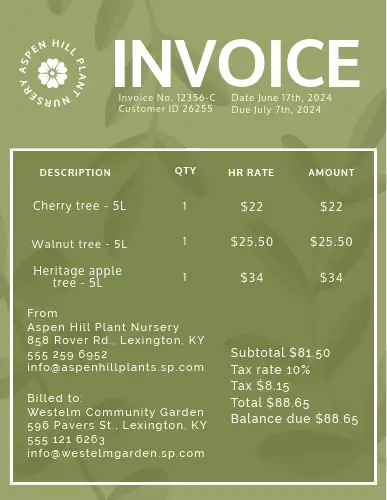 ASPEN HILL PLANT NURSERY
INVOICE
Invoice No. 12356-C Date June 17th, 2024
Customer ID 26255 Due July 7th, 2024
DESCRIPTION QTY HR RATE AMOUNT
Cherry tree - 5L 1 $22 $22
Walnut tree - 5L 1 $25.50 $25.50
Heritage apple
tree - 5L 1 $34 $34
From
Aspen Hill Plant Nursery
858 Rover Rd., Lexington, KY
555 259 6952
info@aspenhillplants.sp.com
Billed to:
Westelm Community Garden
596 Pavers St., Lexington, KY
555 121 6263
info@westelmgarden.sp.com
Subtotal $81.50
Tax rate 10%
Tax $8.15
Total $88.65
Balance due $88.65